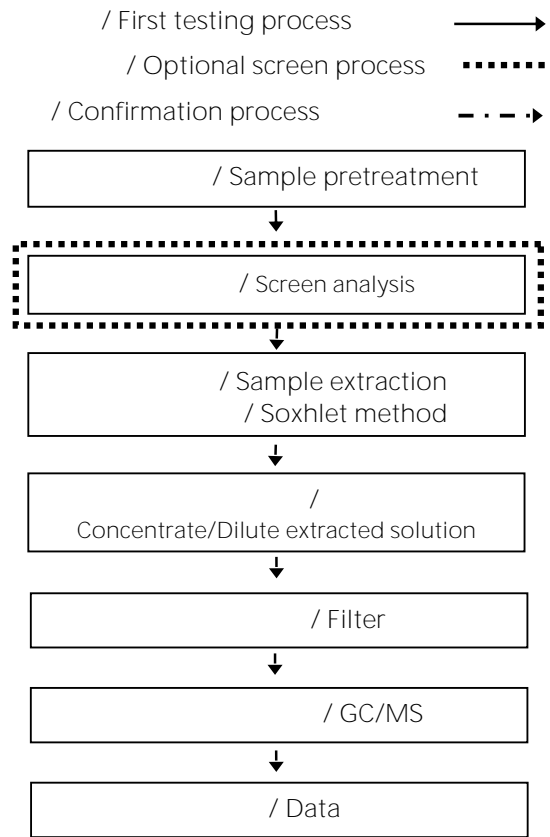 / First testing process
/ Optional screen process
/ Confirmation process
/ Sample pretreatment
/ Screen analysis
/ Sample extraction
/ Soxhlet method
/
Concentrate/Dilute extracted solution
/ Filter
/ GC/MS
/ Data